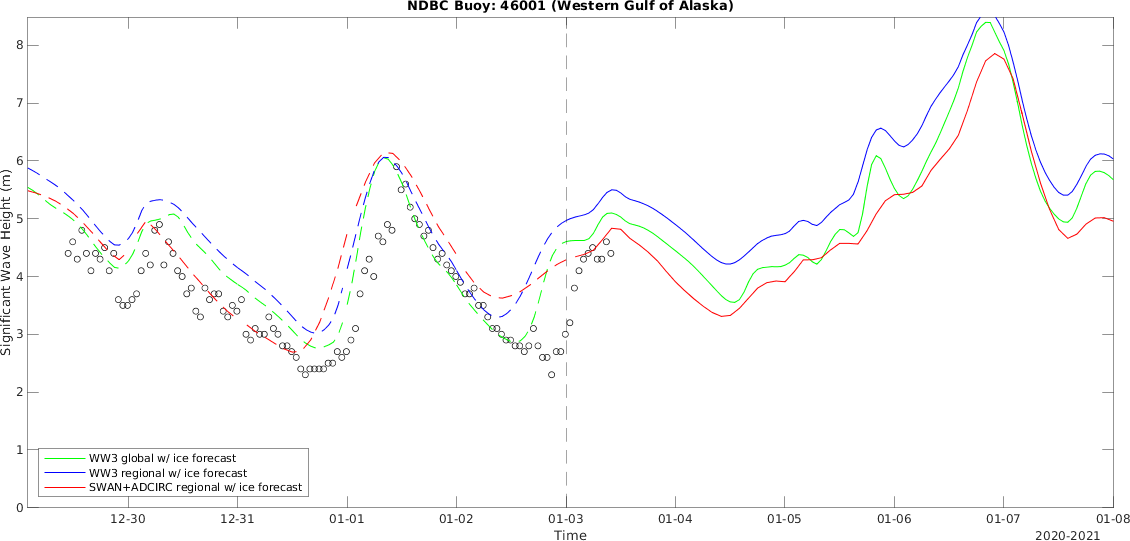 NDBC Buoy: 46001 (Western Gulf of Alaska)
Significant Wave Height (m)
8
7
6
5
4
3
2
1
0
WW3 global w/ ice forecast
WW3 regional w/ ice forecast
SWAN+ADCIRC regional w/ ice forecast
12-30 12-31 01-01 01-02 01-03 01-04 01-05 01-06 01-07 01-08
Time
2020-2021